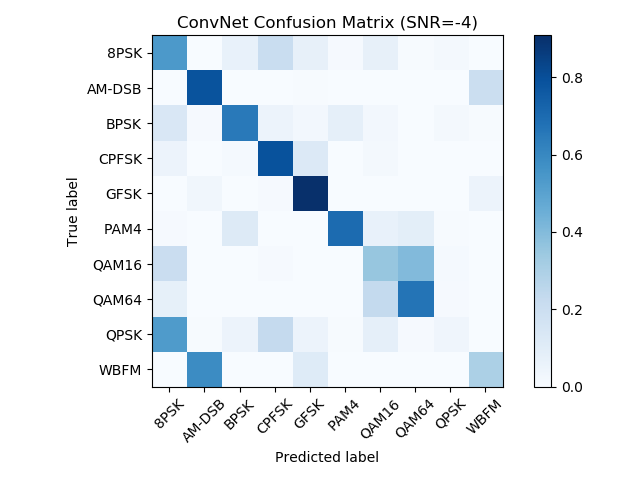 ConvNet Confusion Matrix (SNR=-4)
True label
8PSK
AM-DSB
BPSK
CPFSK
GFSK
PAM4
QAM16
QAM64
QPSK
WBFM
8PSK
AM-DSB
BPSK
CPFSK
GFSK
PAM4
QAM16
QAM64
QPSK
WBFM
Predicted label
0.8
0.6
0.4
0.2
0.0